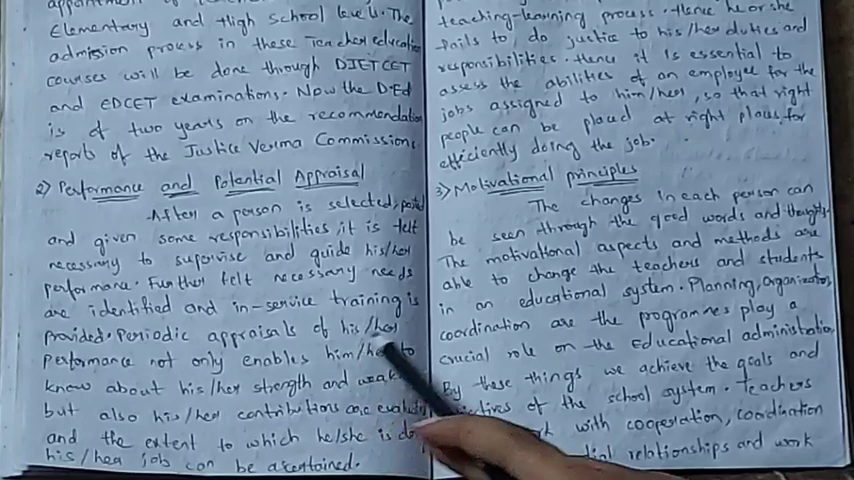 Elementary and High School levels. The
admission process in these Teacher education
courses will be done through DIETCET
and EDCET examinations. Now the D.Ed
is of two years on the recommendation
reports of the Justice Verma Commissions
2) Performance and Potential Appraisal
After a person is selected, posted
and given some responsibilities, it is felt
necessary to supervise and guide his/her
performance. Further felt necessary needs
are identified and in-service training is
provided. Periodic appraisals of his/her
performance not only enables him/her to
know about his/her strength and
but also his/her contributions are
and the extent to which he/she is
his/her job can be ascertained.
teaching-learning process. Hence he or she
fails to do justice to his/her duties and
responsibilities. Hence it is essential to
assess the abilities of an employee for the
jobs assigned to him/her, so that right
people can be placed at right places for
efficiently doing the job.
3) Motivational principles
The changes in each person can
be seen through the good words and thoughts.
The motivational aspects and methods are
able to change the teachers and students
in an educational system. Planning, Organization,
coordination are the programmes play a
crucial role on the Educational administration
By these things we achieve the goals and
of the school system. Teachers
with cooperation, coordination
relationships and work